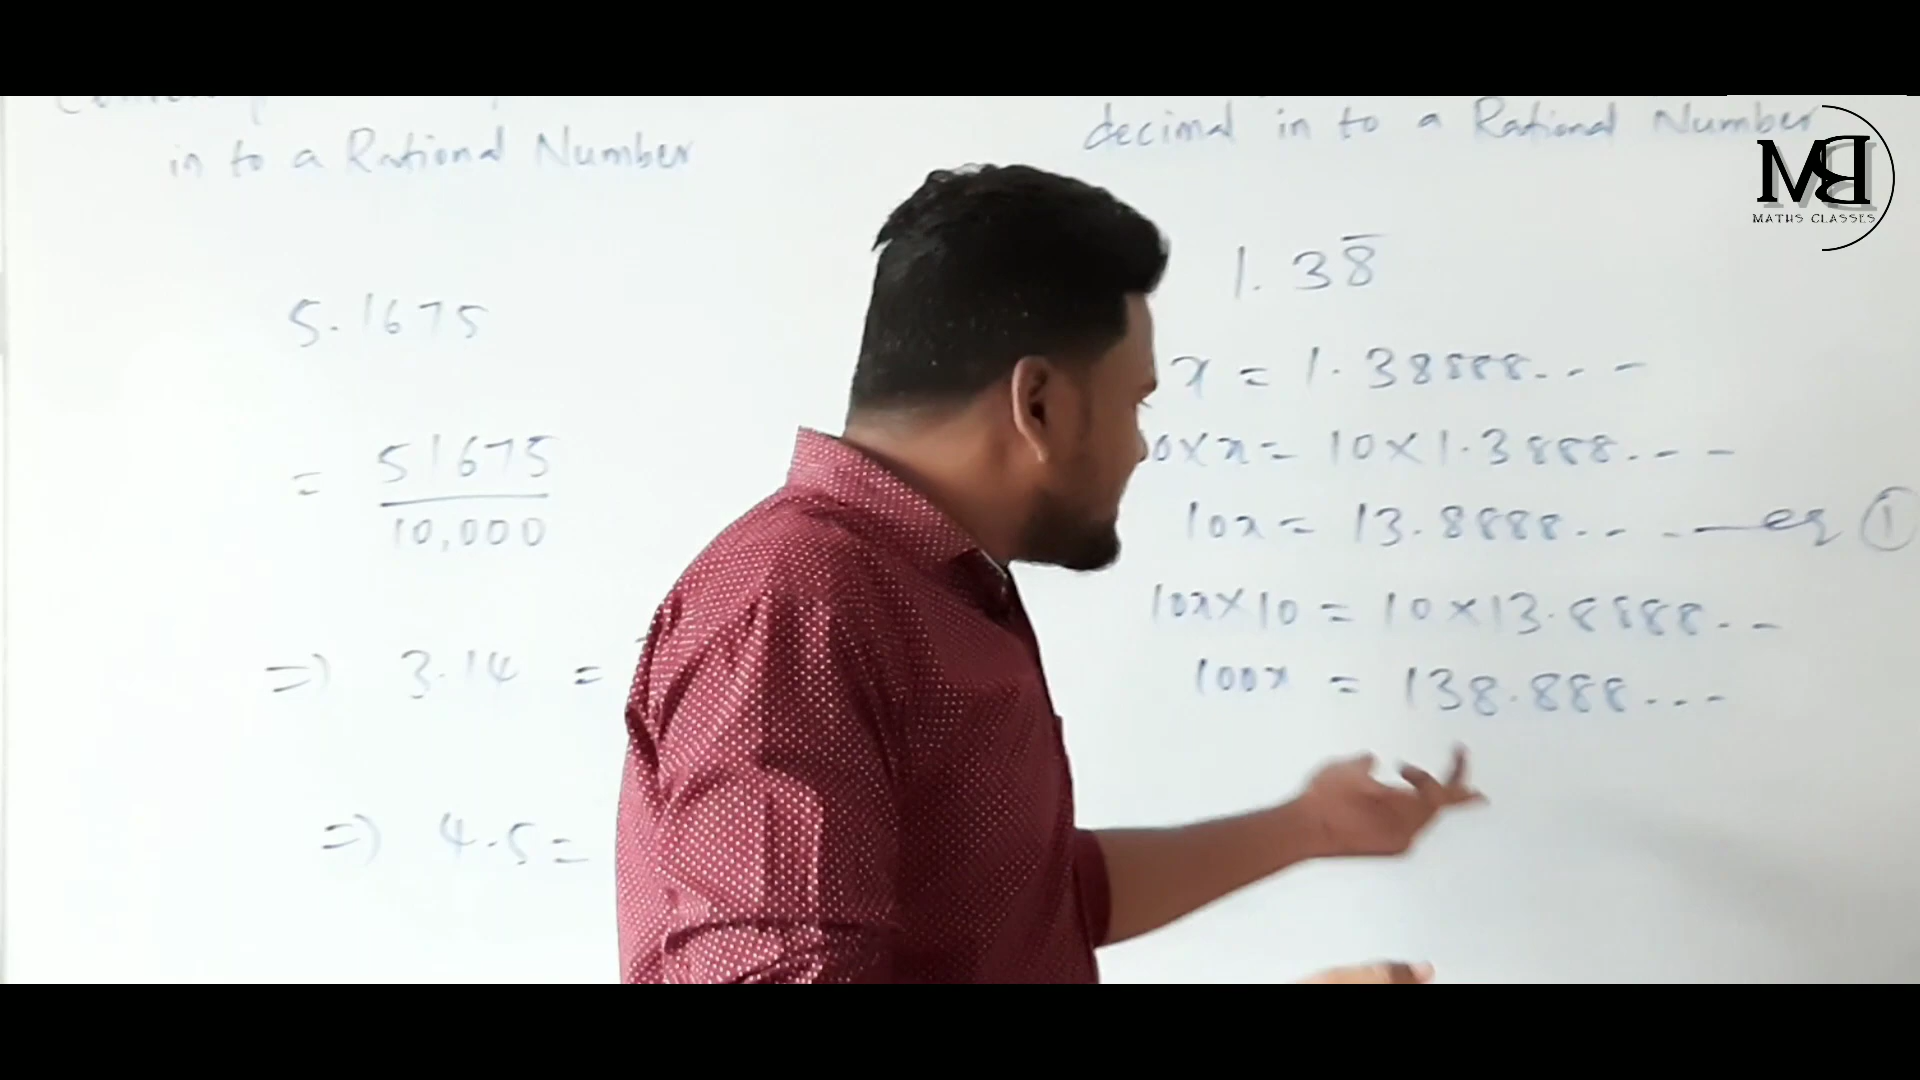 in to a Rational Number
5.1675
= 51675
10,000
=) 3.14 =
=) 4.5 =
decimal in to a Rational Number
1.38̅
x = 1.38888...--
0×x = 10×1.3888...--
10x = 13.8888... — eq ①
10x×10 = 10×13.8888...
100x = 138.888...
MB
MATHS CLASSES